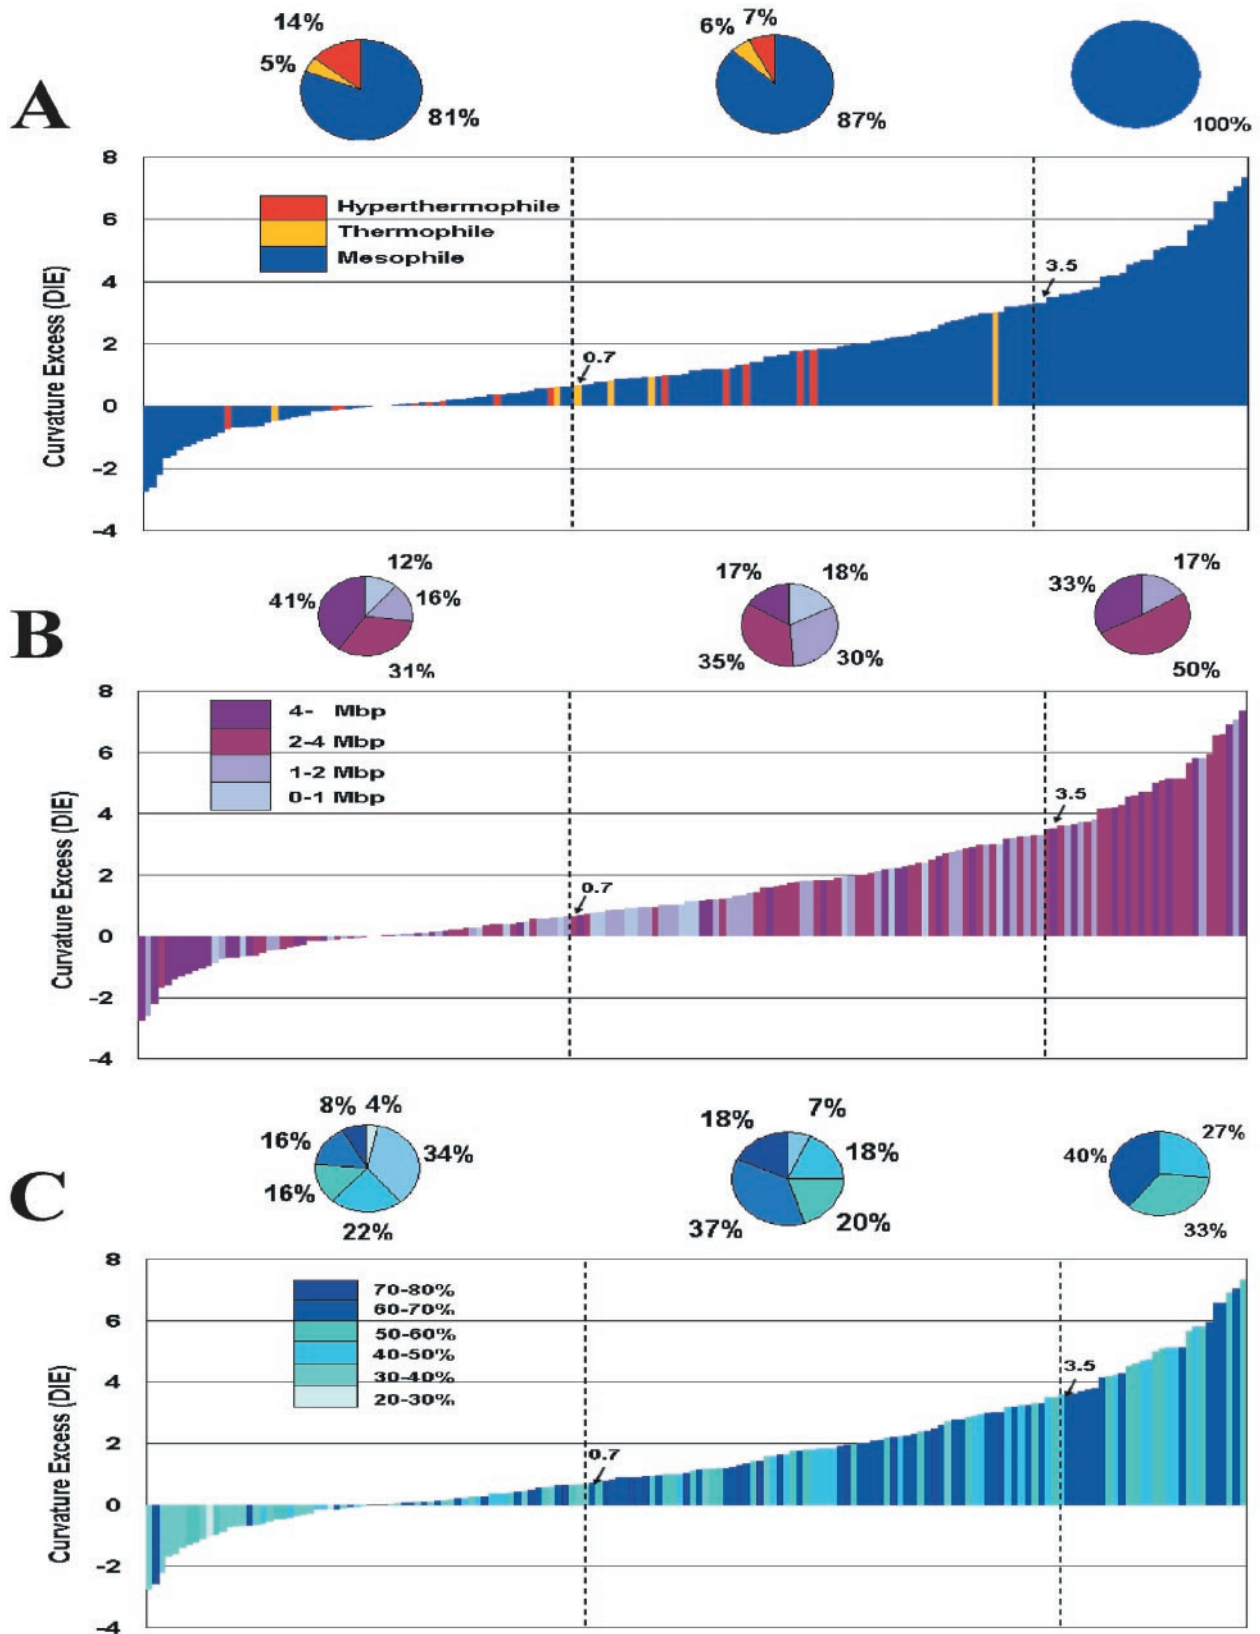 14% 6% 7%
5%
81% 87% 100%
A
8
6
4
2
0
-2
-4
Curvature Excess (DIE)
Hyperthermophile
Thermophile
Mesophile
0.7
3.5
12% 17% 18% 17%
41% 16% 33%
31% 35% 30% 50%
B
8
6
4
2
0
-2
-4
Curvature Excess (DIE)
4- Mbp
2-4 Mbp
1-2 Mbp
0-1 Mbp
0.7
3.5
8% 4% 18% 7% 27%
16% 34% 18% 40%
16% 22% 37% 20% 33%
C
8
6
4
2
0
-2
-4
Curvature Excess (DIE)
70-80%
60-70%
50-60%
40-50%
30-40%
20-30%
0.7
3.5